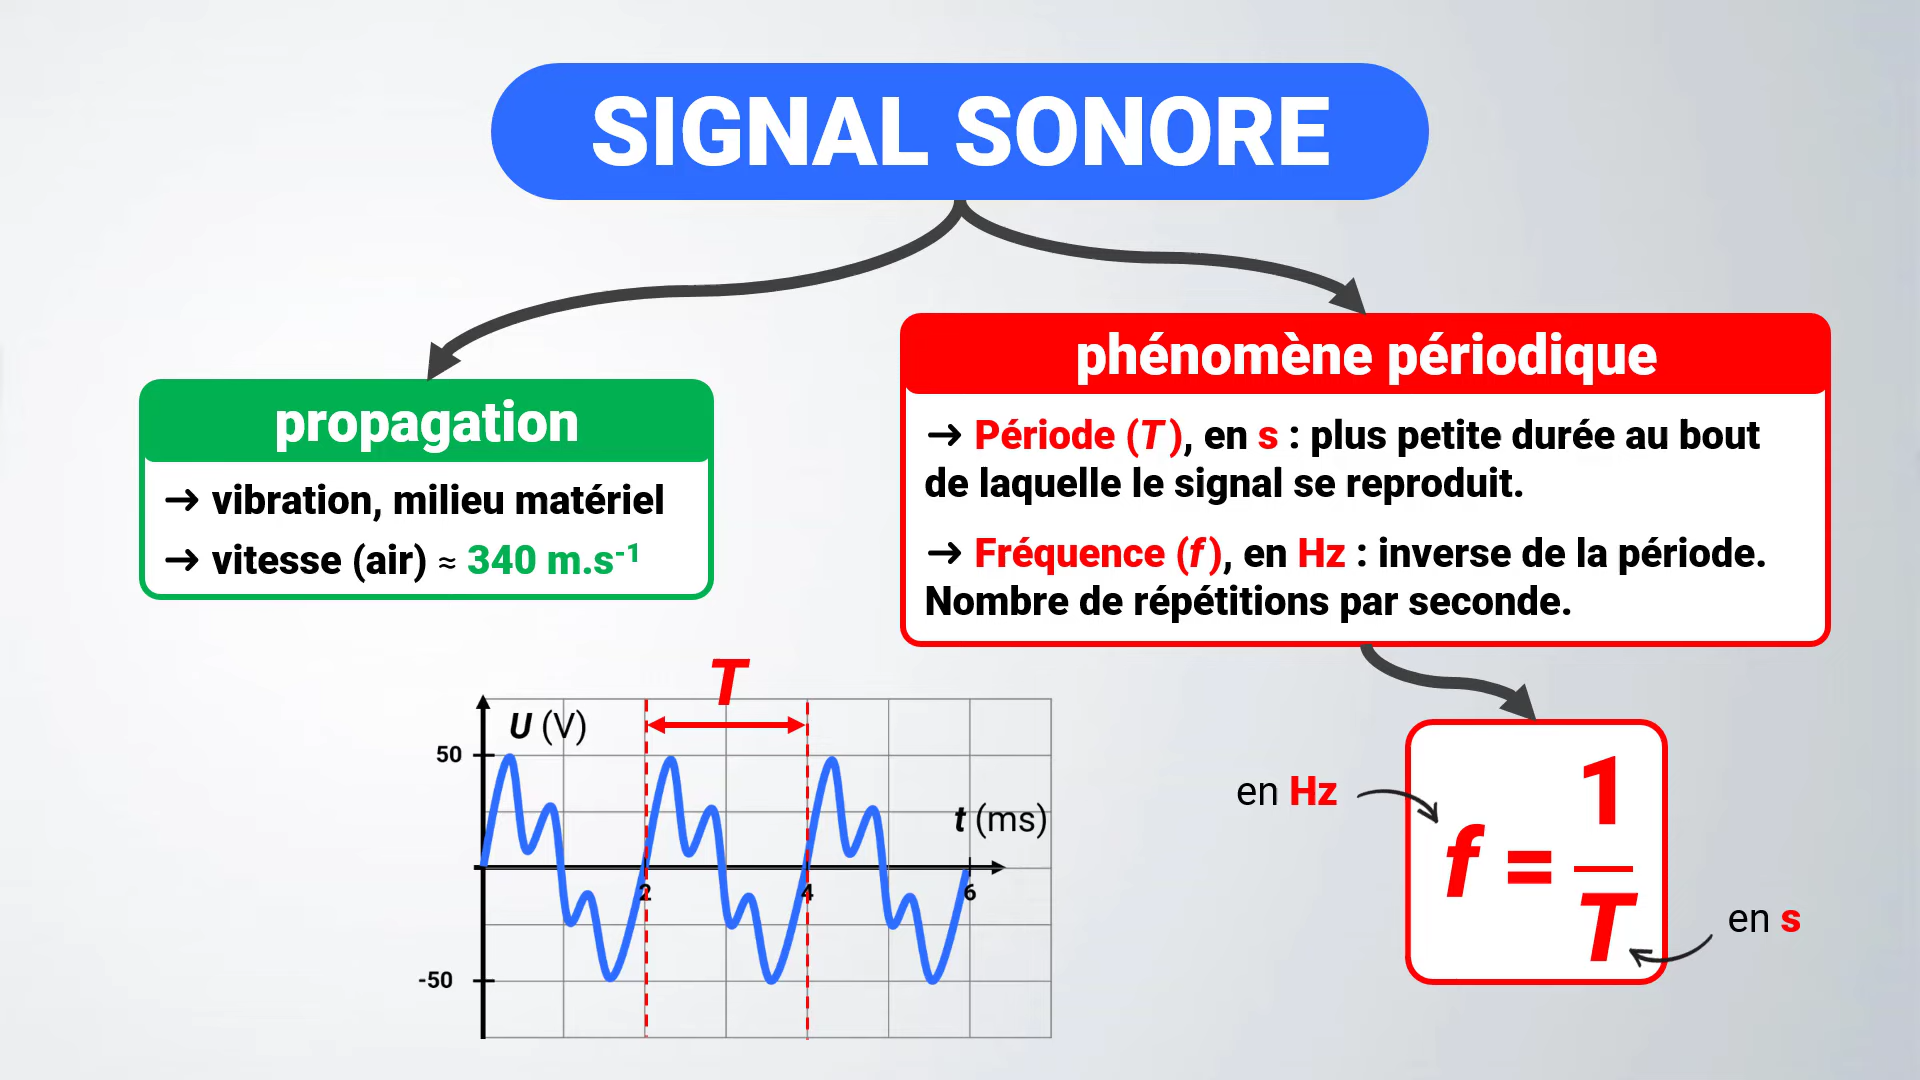 SIGNAL SONORE
propagation
→ vibration, milieu matériel
→ vitesse (air) ≈ 340 m.s⁻¹
phénomène périodique
→ Période (T), en s : plus petite durée au bout
de laquelle le signal se reproduit.
→ Fréquence (f), en Hz : inverse de la période.
Nombre de répétitions par seconde.
T
U (V)
50
t (ms)
2
4
6
-50
en Hz
f = 1/T
en s